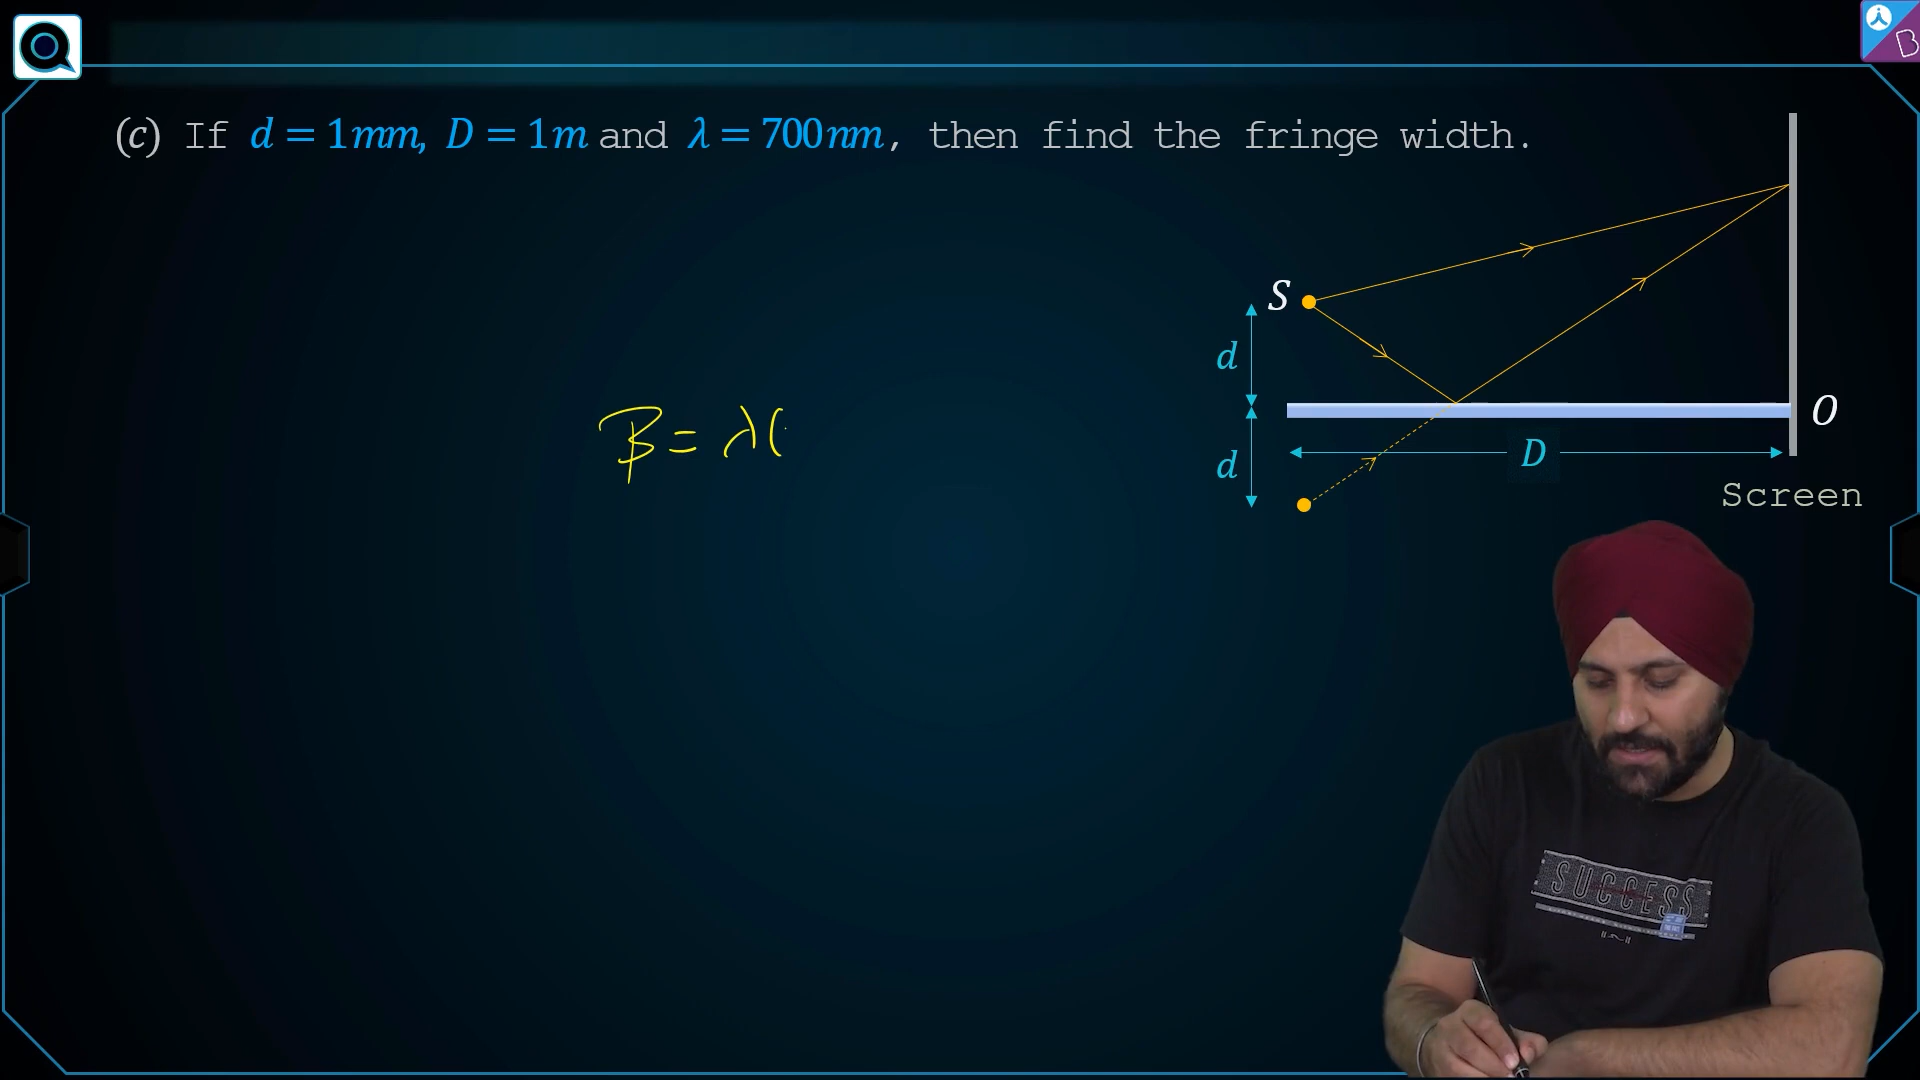 (c) If d = 1mm, D = 1m and λ = 700nm, then find the fringe width.
S
d
β = λ(
O
d
D
Screen
SUCCESS
B